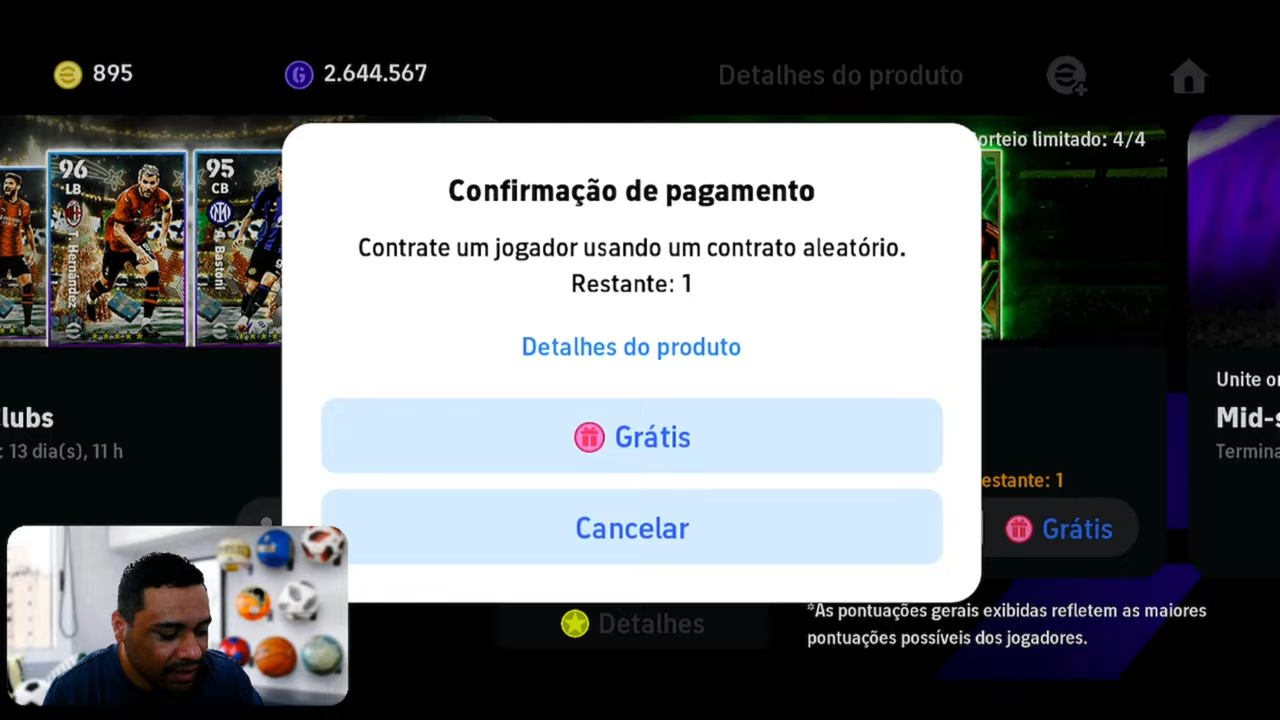 895
2.644.567
Detalhes do produto
orteio limitado: 4/4
96
LB
T. Hernández
95
CB
A. Bastoni
Confirmação de pagamento
Contrate um jogador usando um contrato aleatório.
Restante: 1
Detalhes do produto
Grátis
Cancelar
lubs
: 13 dia(s), 11 h
estante: 1
Grátis
Unite o
Mid-s
Termina
Detalhes
*As pontuações gerais exibidas refletem as maiores
pontuações possíveis dos jogadores.